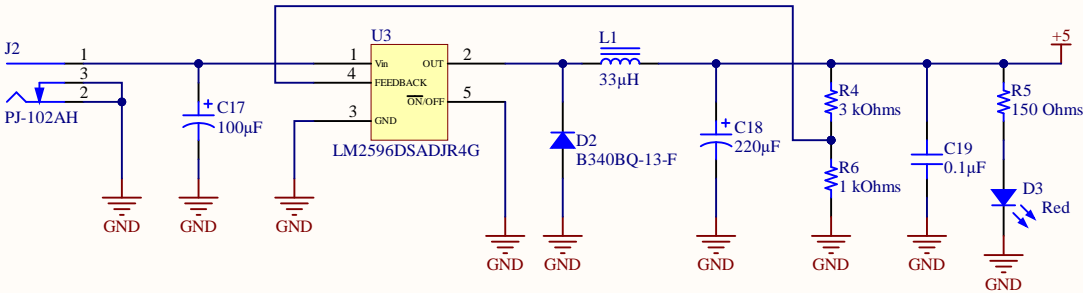 J2
1
3
2
PJ-102AH
GND
C17
100µF
GND
U3
1
Vin
4
FEEDBACK
3
GND
OUT
2
ON/OFF
5
LM2596DSADJR4G
GND
GND
D2
B340BQ-13-F
GND
L1
33µH
C18
220µF
GND
R4
3 kOhms
R6
1 kOhms
GND
C19
0.1µF
GND
+5
R5
150 Ohms
D3
Red
GND